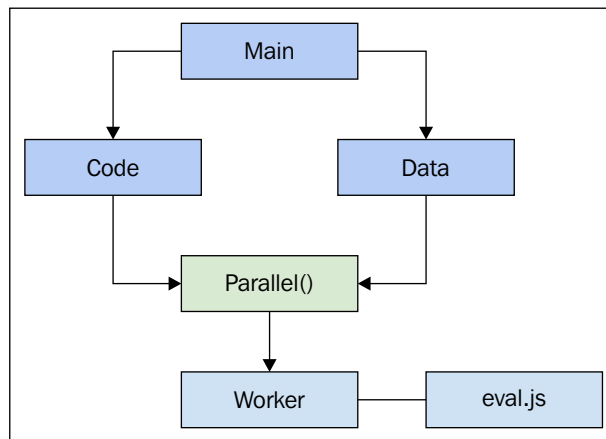 Main
Code
Data
Parallel()
Worker
eval.js